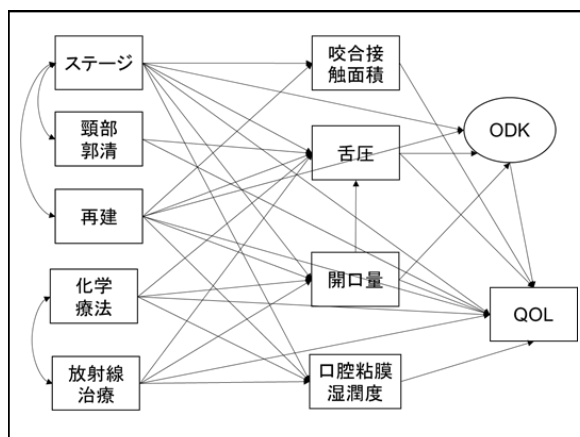 ステージ
頸部
郭清
再建
化学
療法
放射線
治療
咬合接
触面積
舌圧
開口量
口腔粘膜
湿潤度
ODK
QOL